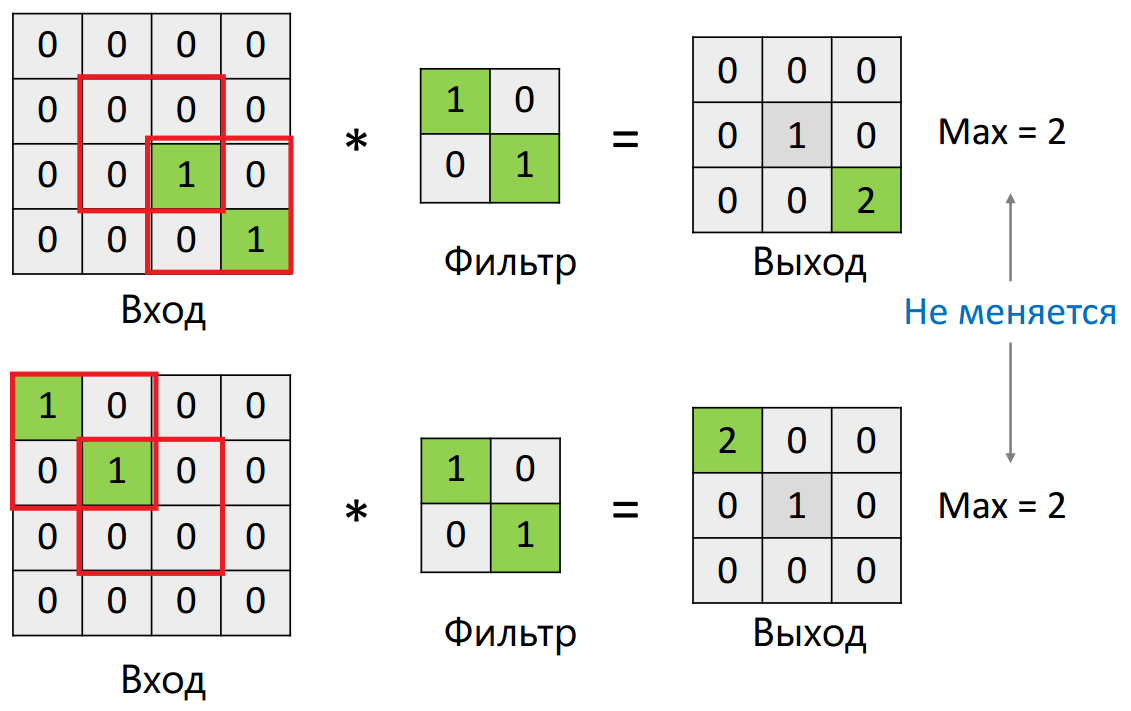 0 0 0 0
0 0 0 0
0 0 1 0
0 0 0 1
Вход
*
1 0
0 1
Фильтр
=
0 0 0
0 1 0
0 0 2
Выход
Max = 2
Не меняется
1 0 0 0
0 1 0 0
0 0 0 0
0 0 0 0
Вход
*
1 0
0 1
Фильтр
=
2 0 0
0 1 0
0 0 0
Выход
Max = 2